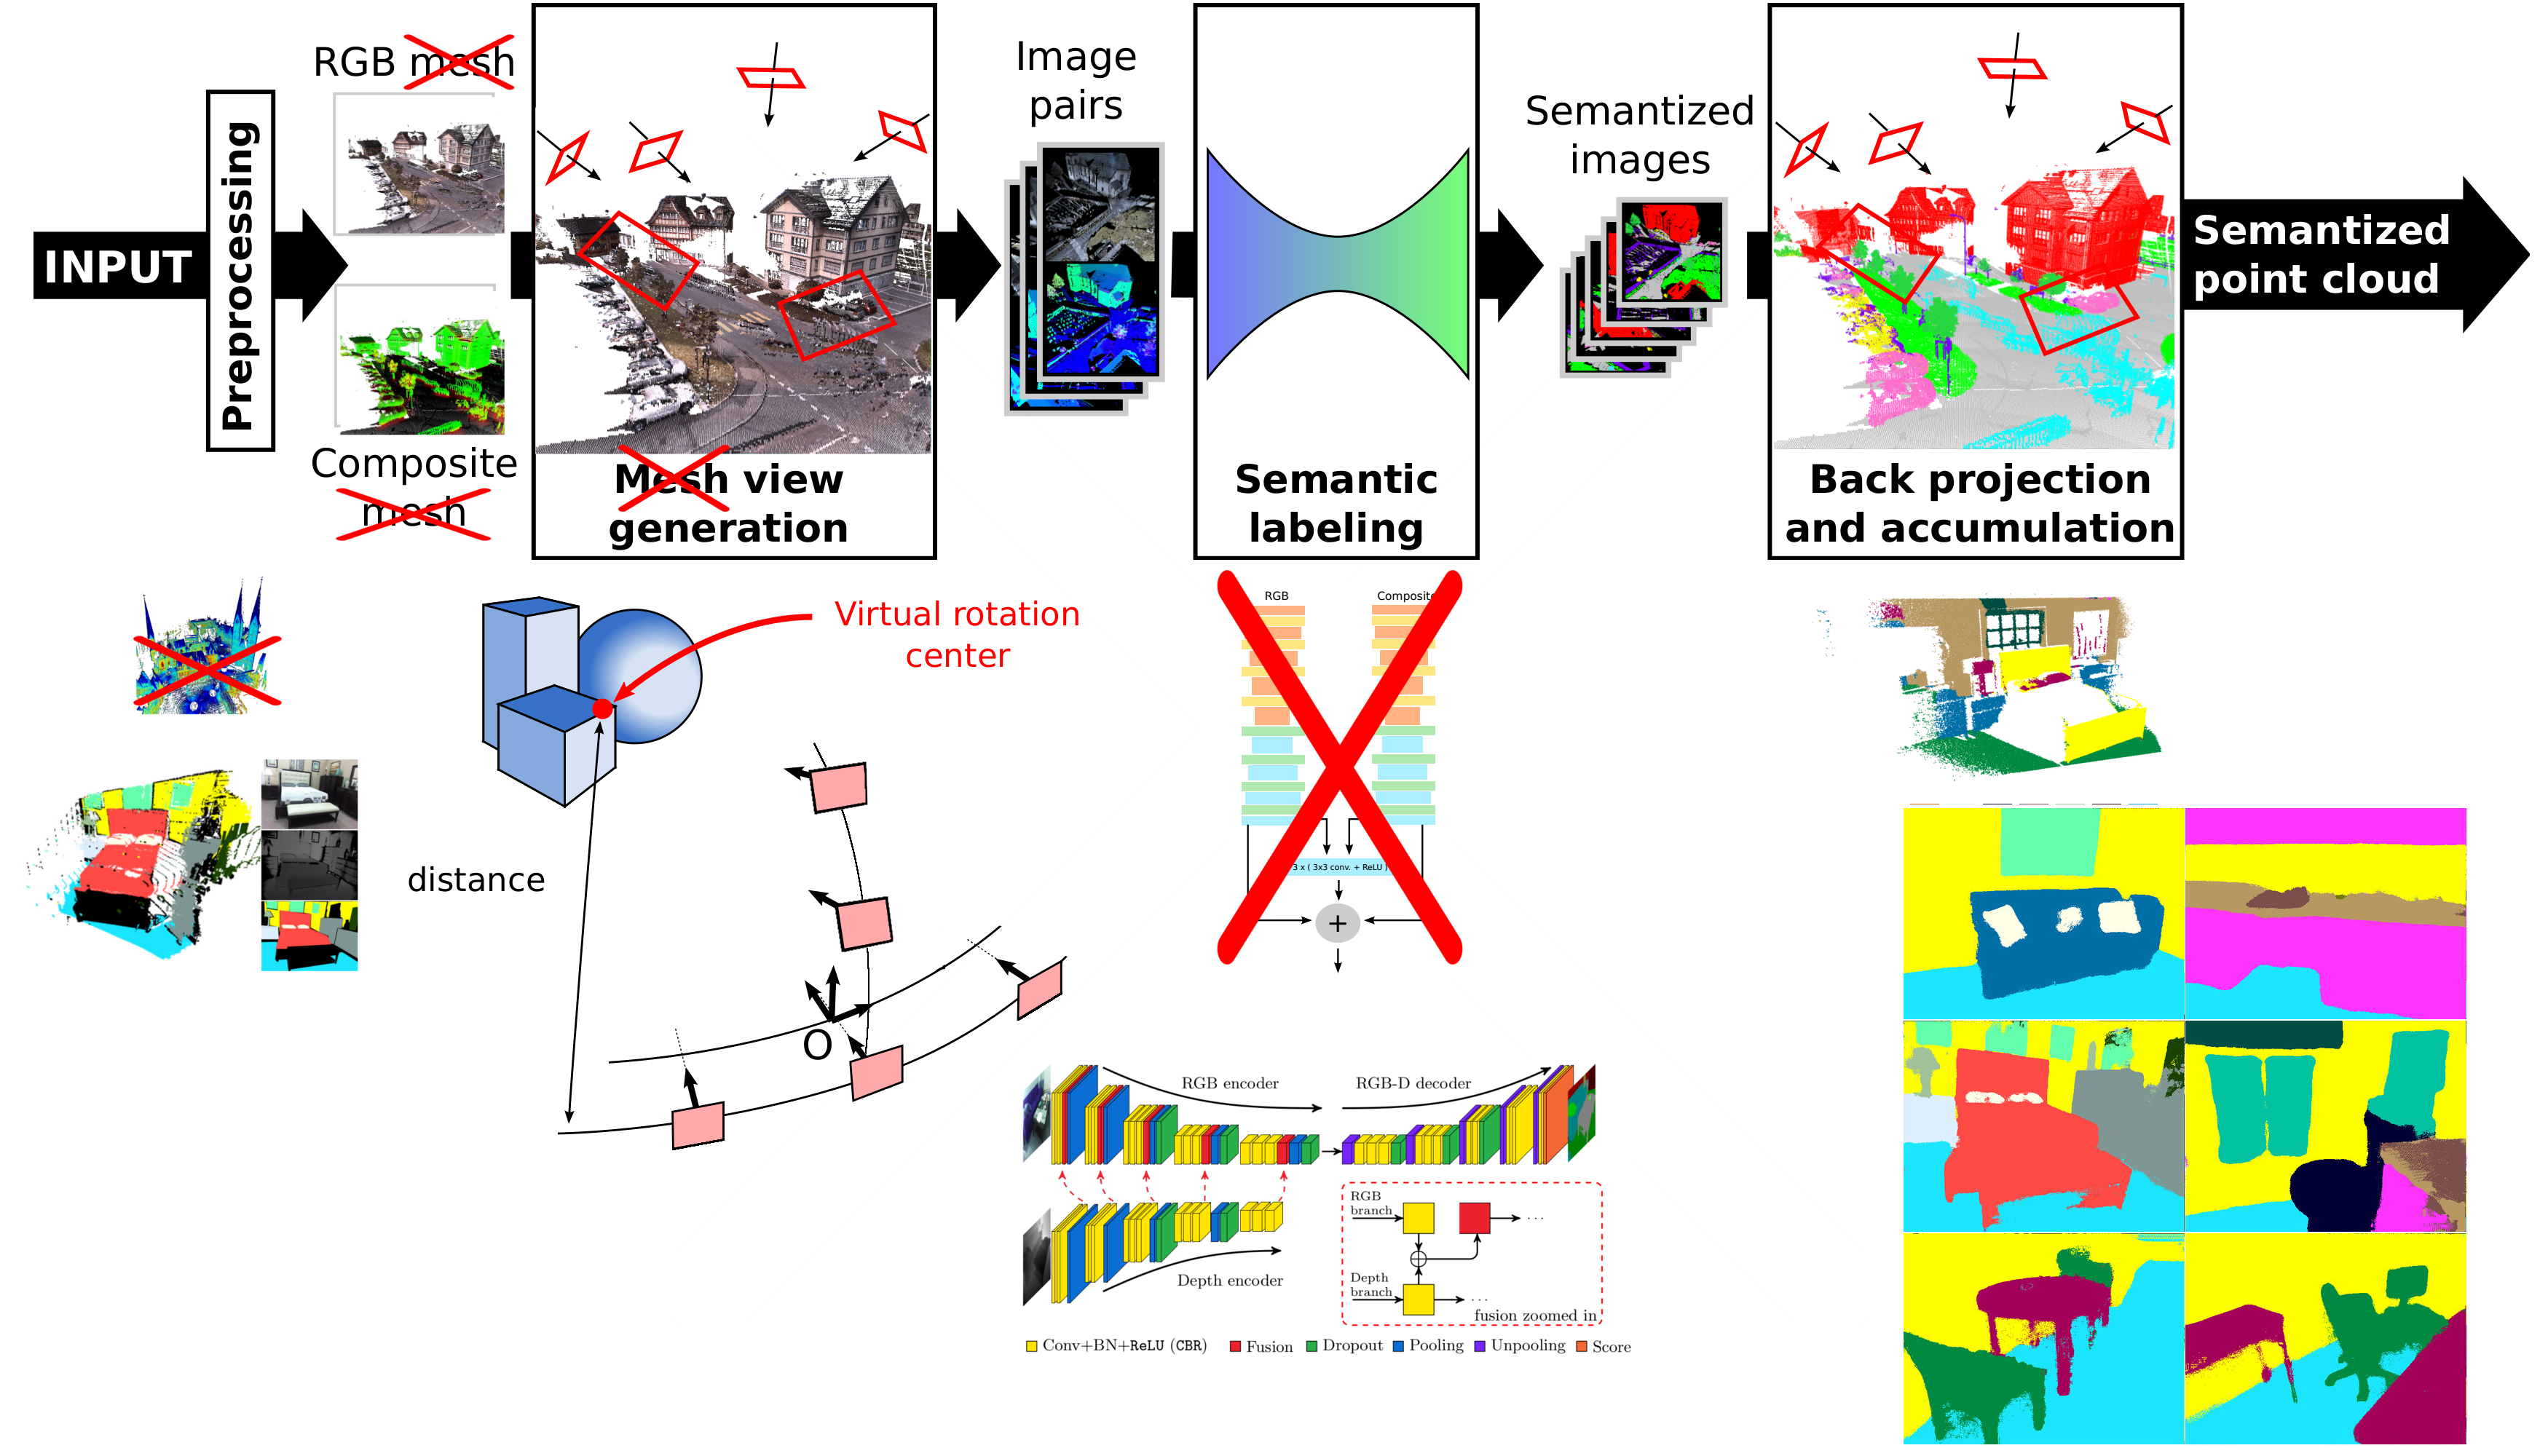 RGB mesh
Image
pairs
Semantized
images
INPUT
Preprocessing
Semantized
point cloud
Composite
mesh
Mesh view
generation
Semantic
labeling
Back projection
and accumulation
Virtual rotation
center
distance
O
RGB
Composite
3 x ( 3x3 conv. + ReLU )
+
RGB encoder
RGB-D decoder
Depth encoder
RGB
branch
Depth
branch
fusion zoomed in
Conv+BN+ReLU (CBR)
Fusion
Dropout
Pooling
Unpooling
Score